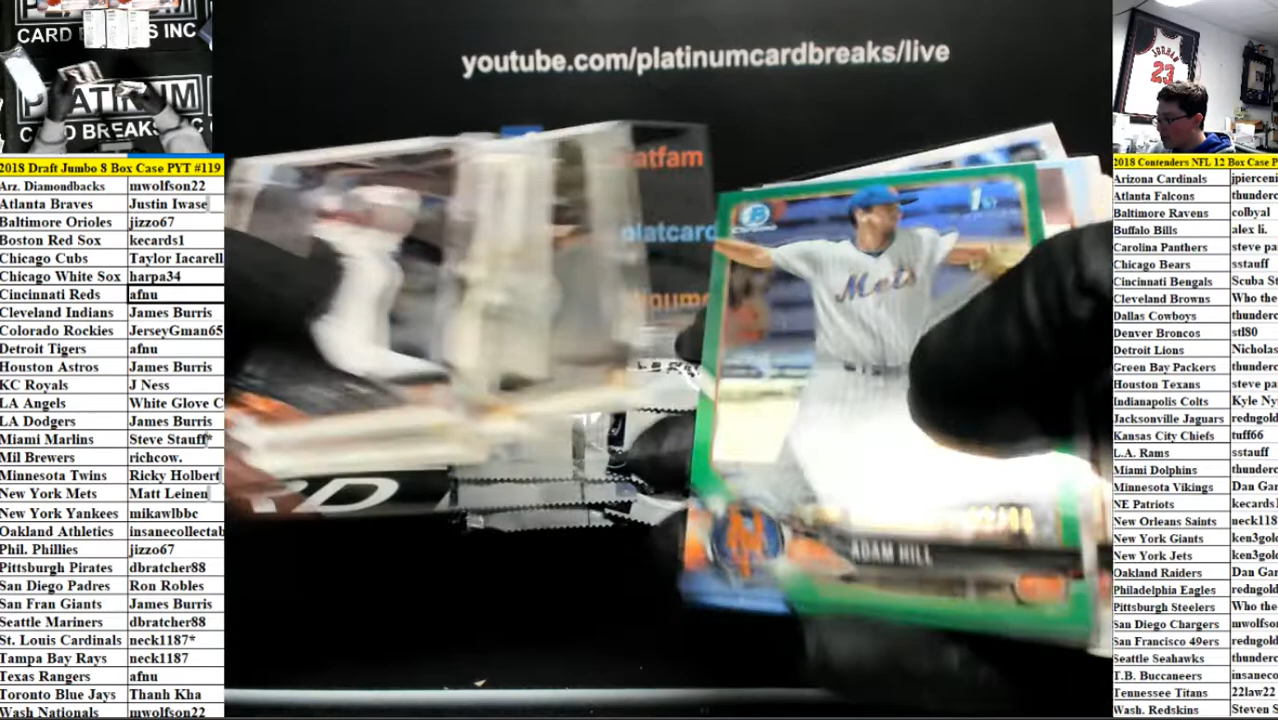 CARD BREAKS INC
PLATINUM
CARD BREAKS
youtube.com/platinumcardbreaks/live
JORDAN
23
2018 Draft Jumbo 8 Box Case PYT #119
Arz. Diamondbacks mwolfson22
Atlanta Braves Justin Iwase
Baltimore Orioles jizzo67
Boston Red Sox kecards1
Chicago Cubs Taylor Iacarell
Chicago White Sox harpa34
Cincinnati Reds afnu
Cleveland Indians James Burris
Colorado Rockies JerseyGman65
Detroit Tigers afnu
Houston Astros James Burris
KC Royals J Ness
LA Angels White Glove C
LA Dodgers James Burris
Miami Marlins Steve Stauff*
Mil Brewers richcow.
Minnesota Twins Ricky Holbert
New York Mets Matt Leinen
New York Yankees mikawlbbc
Oakland Athletics insanecollectab
Phil. Phillies jizzo67
Pittsburgh Pirates dbratcher88
San Diego Padres Ron Robles
San Fran Giants James Burris
Seattle Mariners dbratcher88
St. Louis Cardinals neck1187*
Tampa Bay Rays neck1187
Texas Rangers afnu
Toronto Blue Jays Thanh Kha
Wash Nationals mwolfson22
atfam
platcard
Chrome
1st
Mets
ADAM HILL
RD
2018 Contenders NFL 12 Box Case P
Arizona Cardinals jpierceni
Atlanta Falcons thunderc
Baltimore Ravens colbyal
Buffalo Bills alex li.
Carolina Panthers steve pa
Chicago Bears sstauff
Cincinnati Bengals Scuba St
Cleveland Browns Who the
Dallas Cowboys thunderc
Denver Broncos stl80
Detroit Lions Nicholas
Green Bay Packers thunderc
Houston Texans steve pa
Indianapolis Colts Kyle Ny
Jacksonville Jaguars redngold
Kansas City Chiefs tuff66
L.A. Rams sstauff
Miami Dolphins thunderc
Minnesota Vikings Dan Gar
NE Patriots kecards1
New Orleans Saints neck118
New York Giants ken3gold
New York Jets ken3gold
Oakland Raiders Dan Gar
Philadelphia Eagles redngold
Pittsburgh Steelers Who the
San Diego Chargers mwolfson
San Francisco 49ers redngold
Seattle Seahawks thunderc
T.B. Buccaneers insaneco
Tennessee Titans 22law22
Wash. Redskins Steven S